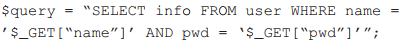 $query = “SELECT info FROM user WHERE name =
’$_GET[“name”]’ AND pwd = ‘$_GET[“pwd”]’”;